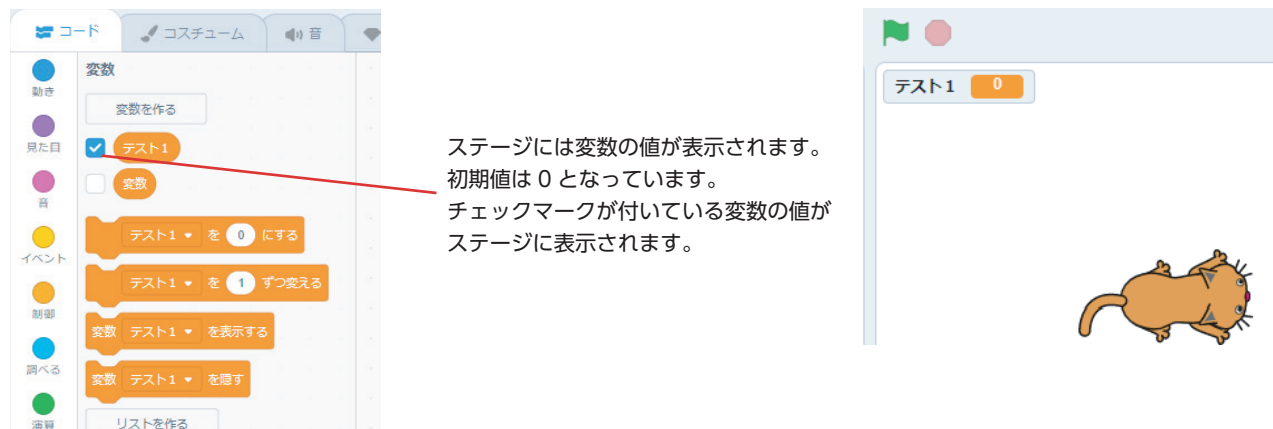 コード
コスチューム
音
動き
見た目
音
イベント
制御
調べる
演算
変数
変数を作る
テスト1
変数
テスト1 を 0 にする
テスト1 を 1 ずつ変える
変数 テスト1 を表示する
変数 テスト1 を隠す
リストを作る
ステージには変数の値が表示されます。
初期値は 0 となっています。
チェックマークが付いている変数の値が
ステージに表示されます。
テスト1 0